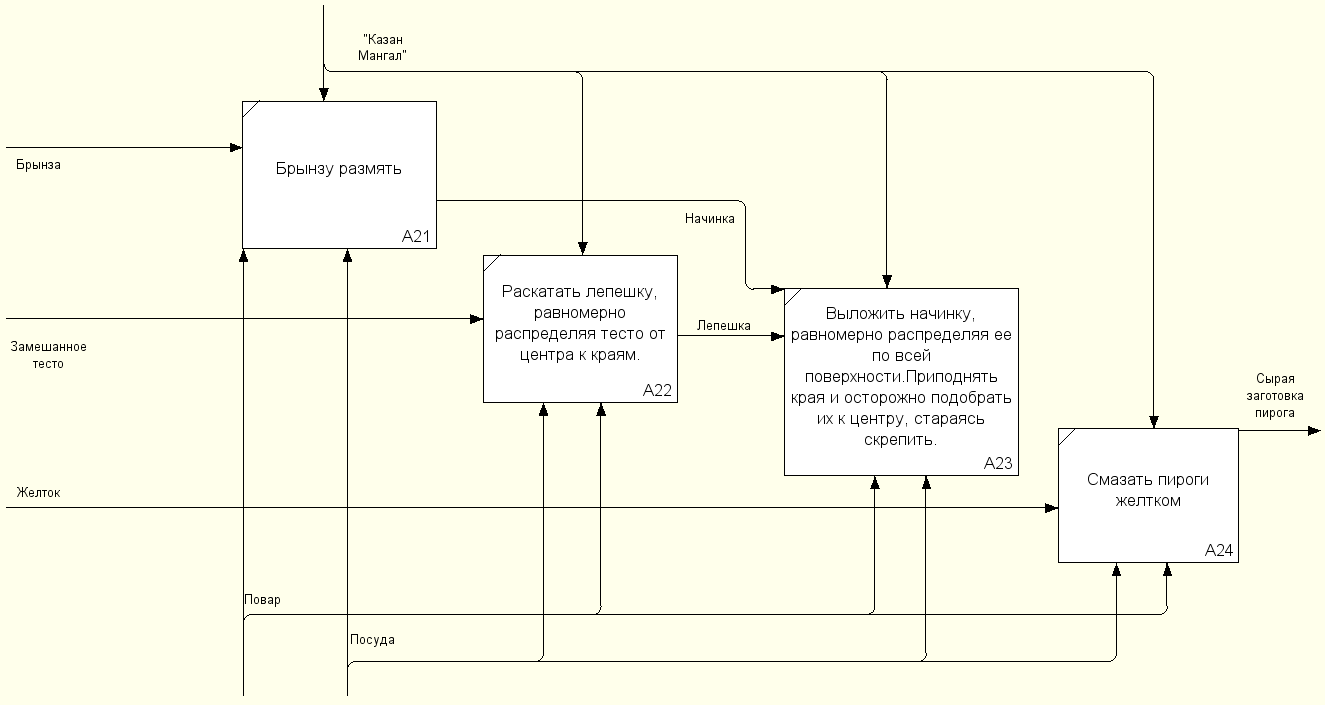 "Казан
Мангал"
Брынза
Брынзу размять
A21
Начинка
Раскатать лепешку,
равномерно
распределяя тесто от
центра к краям.
A22
Замешанное
тесто
Лепешка
Выложить начинку,
равномерно распределяя ее
по всей
поверхности.Приподнять
края и осторожно подобрать
их к центру, стараясь
скрепить.
A23
Сырая
заготовка
пирога
Желток
Смазать пироги
желтком
A24
Повар
Посуда